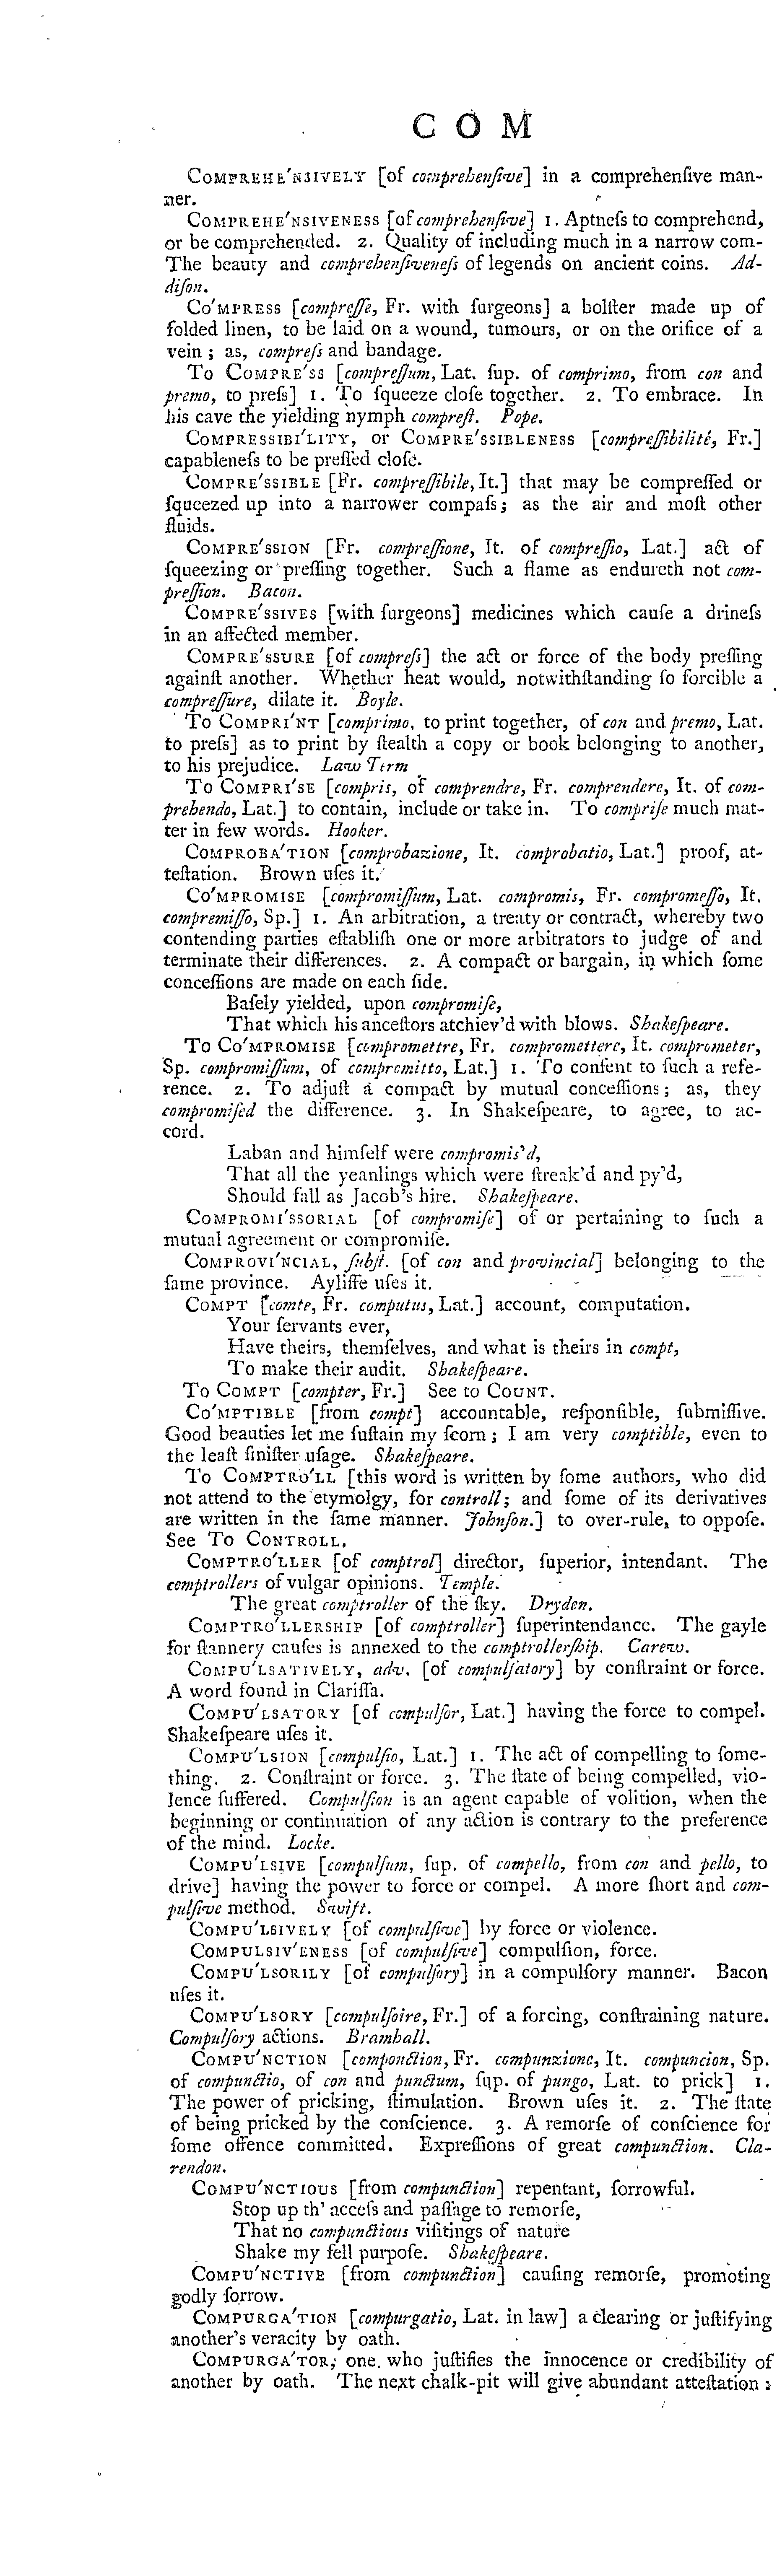 COM
COMPREHE'NSIVELY [of comprehenſive] in a comprehenſive man-
ner.
COMPREHE'NSIVENESS [of comprehenſive] 1. Aptneſs to comprehend,
or be comprehended. 2. Quality of including much in a narrow com-
The beauty and comprehenſiveneſs of legends on ancient coins. Ad-
diſon.
CO'MPRESS [compreſſe, Fr. with ſurgeons] a bolſter made up of
folded linen, to be laid on a wound, tumours, or on the orifice of a
vein; as, compreſs and bandage.
To COMPRE'SS [compreſſum, Lat. ſup. of comprimo, from con and
premo, to preſs] 1. To ſqueeze cloſe together. 2. To embrace. In
his cave the yielding nymph compreſt. Pope.
COMPRESSIBI'LITY, or COMPRE'SSIBLENESS [compreſſibilité, Fr.]
capableneſs to be preſſed cloſe.
COMPRE'SSIBLE [Fr. compreſſibile, It.] that may be compreſſed or
ſqueezed up into a narrower compaſs; as the air and moſt other
fluids.
COMPRE'SSION [Fr. compreſſione, It. of compreſſio, Lat.] act of
ſqueezing or preſſing together. Such a flame as endureth not com-
preſſion. Bacon.
COMPRE'SSIVES [with ſurgeons] medicines which cauſe a drineſs
in an affected member.
COMPRE'SSURE [of compreſs] the act or force of the body preſſing
againſt another. Whether heat would, notwithſtanding ſo forcible a
compreſſure, dilate it. Boyle.
To COMPRI'NT [comprimo, to print together, of con and premo, Lat.
to preſs] as to print by ſtealth a copy or book belonging to another,
to his prejudice. Law Term
To COMPRI'SE [compris, of comprendre, Fr. comprendere, It. of com-
prehendo, Lat.] to contain, include or take in. To compriſe much mat-
ter in few words. Hooker.
COMPROBA'TION [comprobazione, It. comprobatio, Lat.] proof, at-
teſtation. Brown uſes it.
CO'MPROMISE [compromiſſum, Lat. compromis, Fr. compromeſſo, It.
compremiſſo, Sp.] 1. An arbitration, a treaty or contract, whereby two
contending parties eſtabliſh one or more arbitrators to judge of and
terminate their differences. 2. A compact or bargain, in which ſome
conceſſions are made on each ſide.
Baſely yielded, upon compromiſe,
That which his anceſtors atchiev'd with blows. Shakeſpeare.
To CO'MPROMISE [compromettre, Fr. compromettere, It. comprometer,
Sp. compromiſſum, of compromitto, Lat.] 1. To conſent to ſuch a refe-
rence. 2. To adjuſt a compact by mutual conceſſions; as, they
compromiſed the difference. 3. In Shakeſpeare, to agree, to ac-
cord.
Laban and himſelf were compromis'd,
That all the yeanlings which were ſtreak'd and py'd,
Should fall as Jacob's hire. Shakeſpeare.
COMPROMI'SSORIAL [of compromiſe] of or pertaining to ſuch a
mutual agreement or compromiſe.
COMPROVI'NCIAL, ſubſt. [of con and provincial] belonging to the
ſame province. Ayliffe uſes it.
COMPT [comte, Fr. computus, Lat.] account, computation.
Your ſervants ever,
Have theirs, themſelves, and what is theirs in compt,
To make their audit. Shakeſpeare.
To COMPT [compter, Fr.] See to COUNT.
CO'MPTIBLE [from compt] accountable, reſponſible, ſubmiſſive.
Good beauties let me ſuſtain my ſcorn; I am very comptible, even to
the leaſt ſiniſter uſage. Shakeſpeare.
To COMPTRO'LL [this word is written by ſome authors, who did
not attend to the etymolgy, for controll; and ſome of its derivatives
are written in the ſame manner. Johnſon.] to over-rule, to oppoſe.
See To CONTROLL.
COMPTRO'LLER [of comptrol] director, ſuperior, intendant. The
comptrollers of vulgar opinions. Temple.
The great comptroller of the ſky. Dryden.
COMPTRO'LLERSHIP [of comptroller] ſuperintendance. The gayle
for ſtannery cauſes is annexed to the comptrollerſhip. Carew.
COMPU'LSATIVELY, adv. [of compulſatory] by conſtraint or force.
A word found in Clariſſa.
COMPU'LSATORY [of compulſor, Lat.] having the force to compel.
Shakeſpeare uſes it.
COMPU'LSION [compulſio, Lat.] 1. The act of compelling to ſome-
thing. 2. Conſtraint or force. 3. The ſtate of being compelled, vio-
lence ſuffered. Compulſion is an agent capable of volition, when the
beginning or continuation of any action is contrary to the preference
of the mind. Locke.
COMPU'LSIVE [compulſum, ſup. of compello, from con and pello, to
drive] having the power to force or compel. A more ſhort and com-
pulſive method. Swift.
COMPU'LSIVELY [of compulſive] by force or violence.
COMPULSIV'ENESS [of compulſive] compulſion, force.
COMPU'LSORILY [of compulſory] in a compulſory manner. Bacon
uſes it.
COMPU'LSORY [compulſoire, Fr.] of a forcing, conſtraining nature.
Compulſory actions. Bramhall.
COMPU'NCTION [componction, Fr. compunzione, It. compuncion, Sp.
of compunctio, of con and punctum, ſup. of pungo, Lat. to prick] 1.
The power of pricking, ſtimulation. Brown uſes it. 2. The ſtate
of being pricked by the conſcience. 3. A remorſe of conſcience for
ſome offence committed. Expreſſions of great compunction. Cla-
rendon.
COMPU'NCTIOUS [from compunction] repentant, ſorrowful.
Stop up th' acceſs and paſſage to remorſe,
That no compunctious viſitings of nature
Shake my fell purpoſe. Shakeſpeare.
COMPU'NCTIVE [from compunction] cauſing remorſe, promoting
godly ſorrow.
COMPURGA'TION [compurgatio, Lat. in law] a clearing or juſtifying
another's veracity by oath.
COMPURGA'TOR, one who juſtifies the innocence or credibility of
another by oath. The next chalk-pit will give abundant atteſtation: